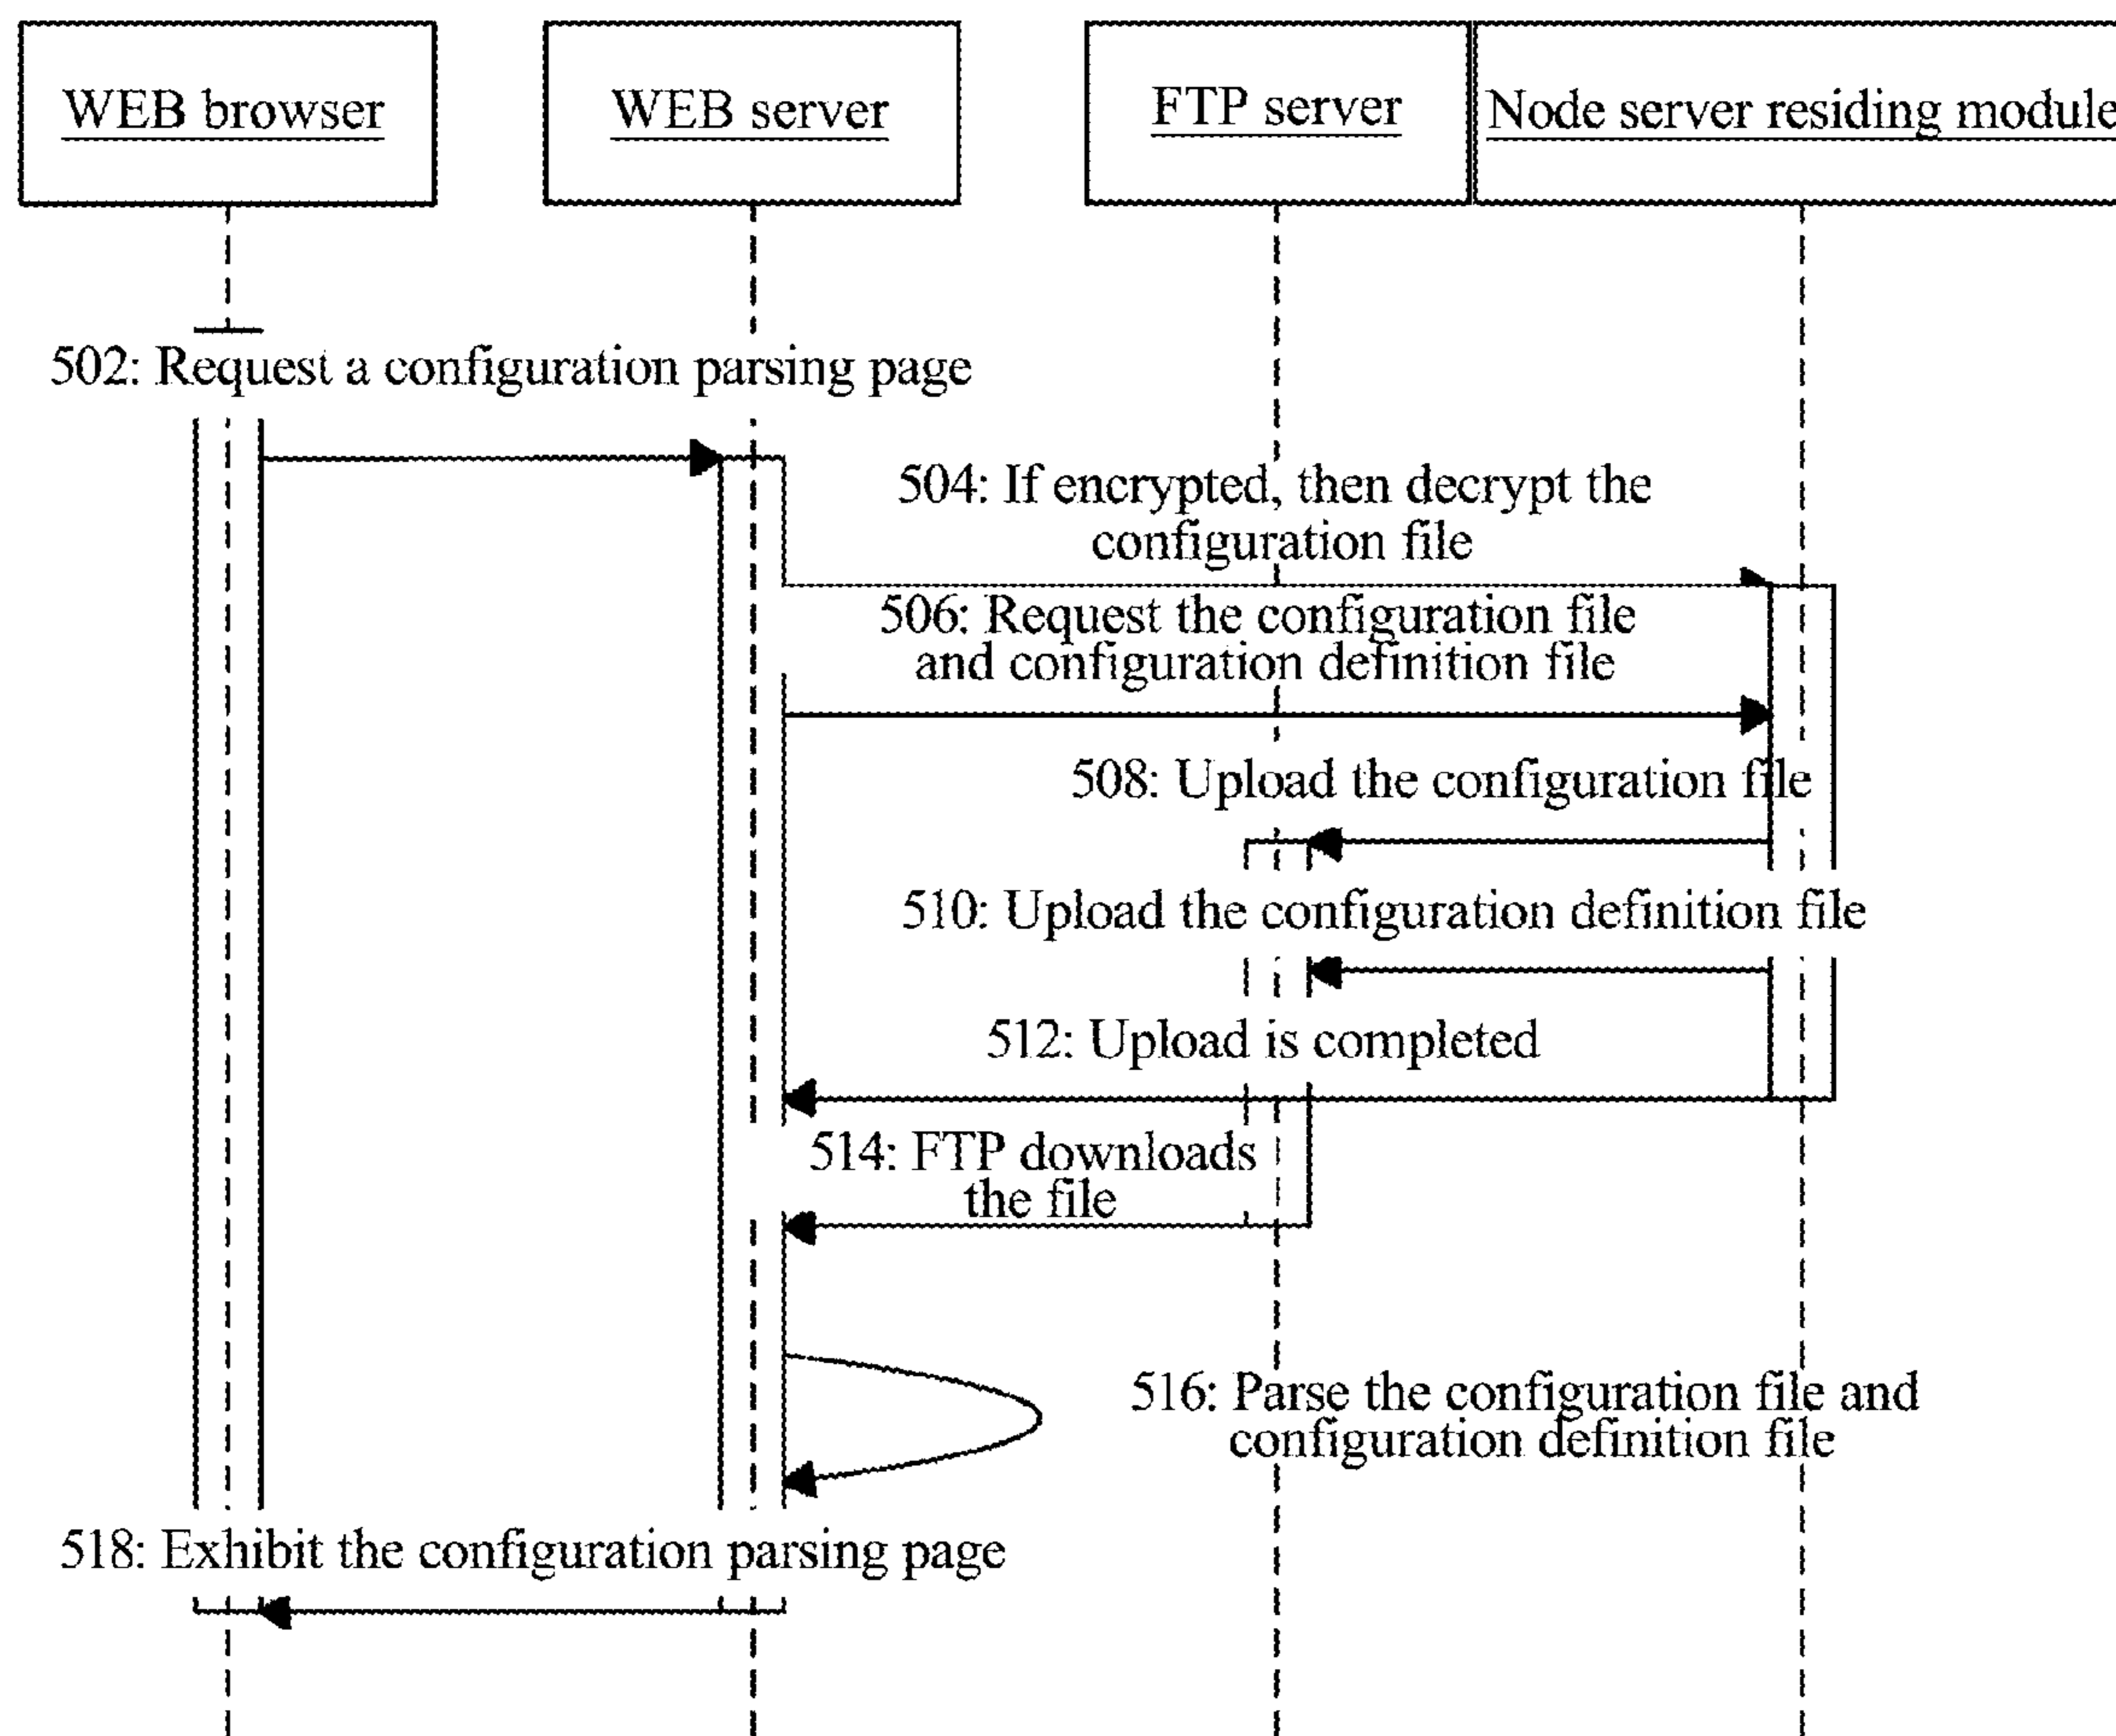 WEB browser
WEB server
FTP server
Node server residing module
502: Request a configuration parsing page
504: If encrypted, then decrypt the
configuration file
506: Request the configuration file
and configuration definition file
508: Upload the configuration file
510: Upload the configuration definition file
512: Upload is completed
514: FTP downloads
the file
516: Parse the configuration file and
configuration definition file
518: Exhibit the configuration parsing page